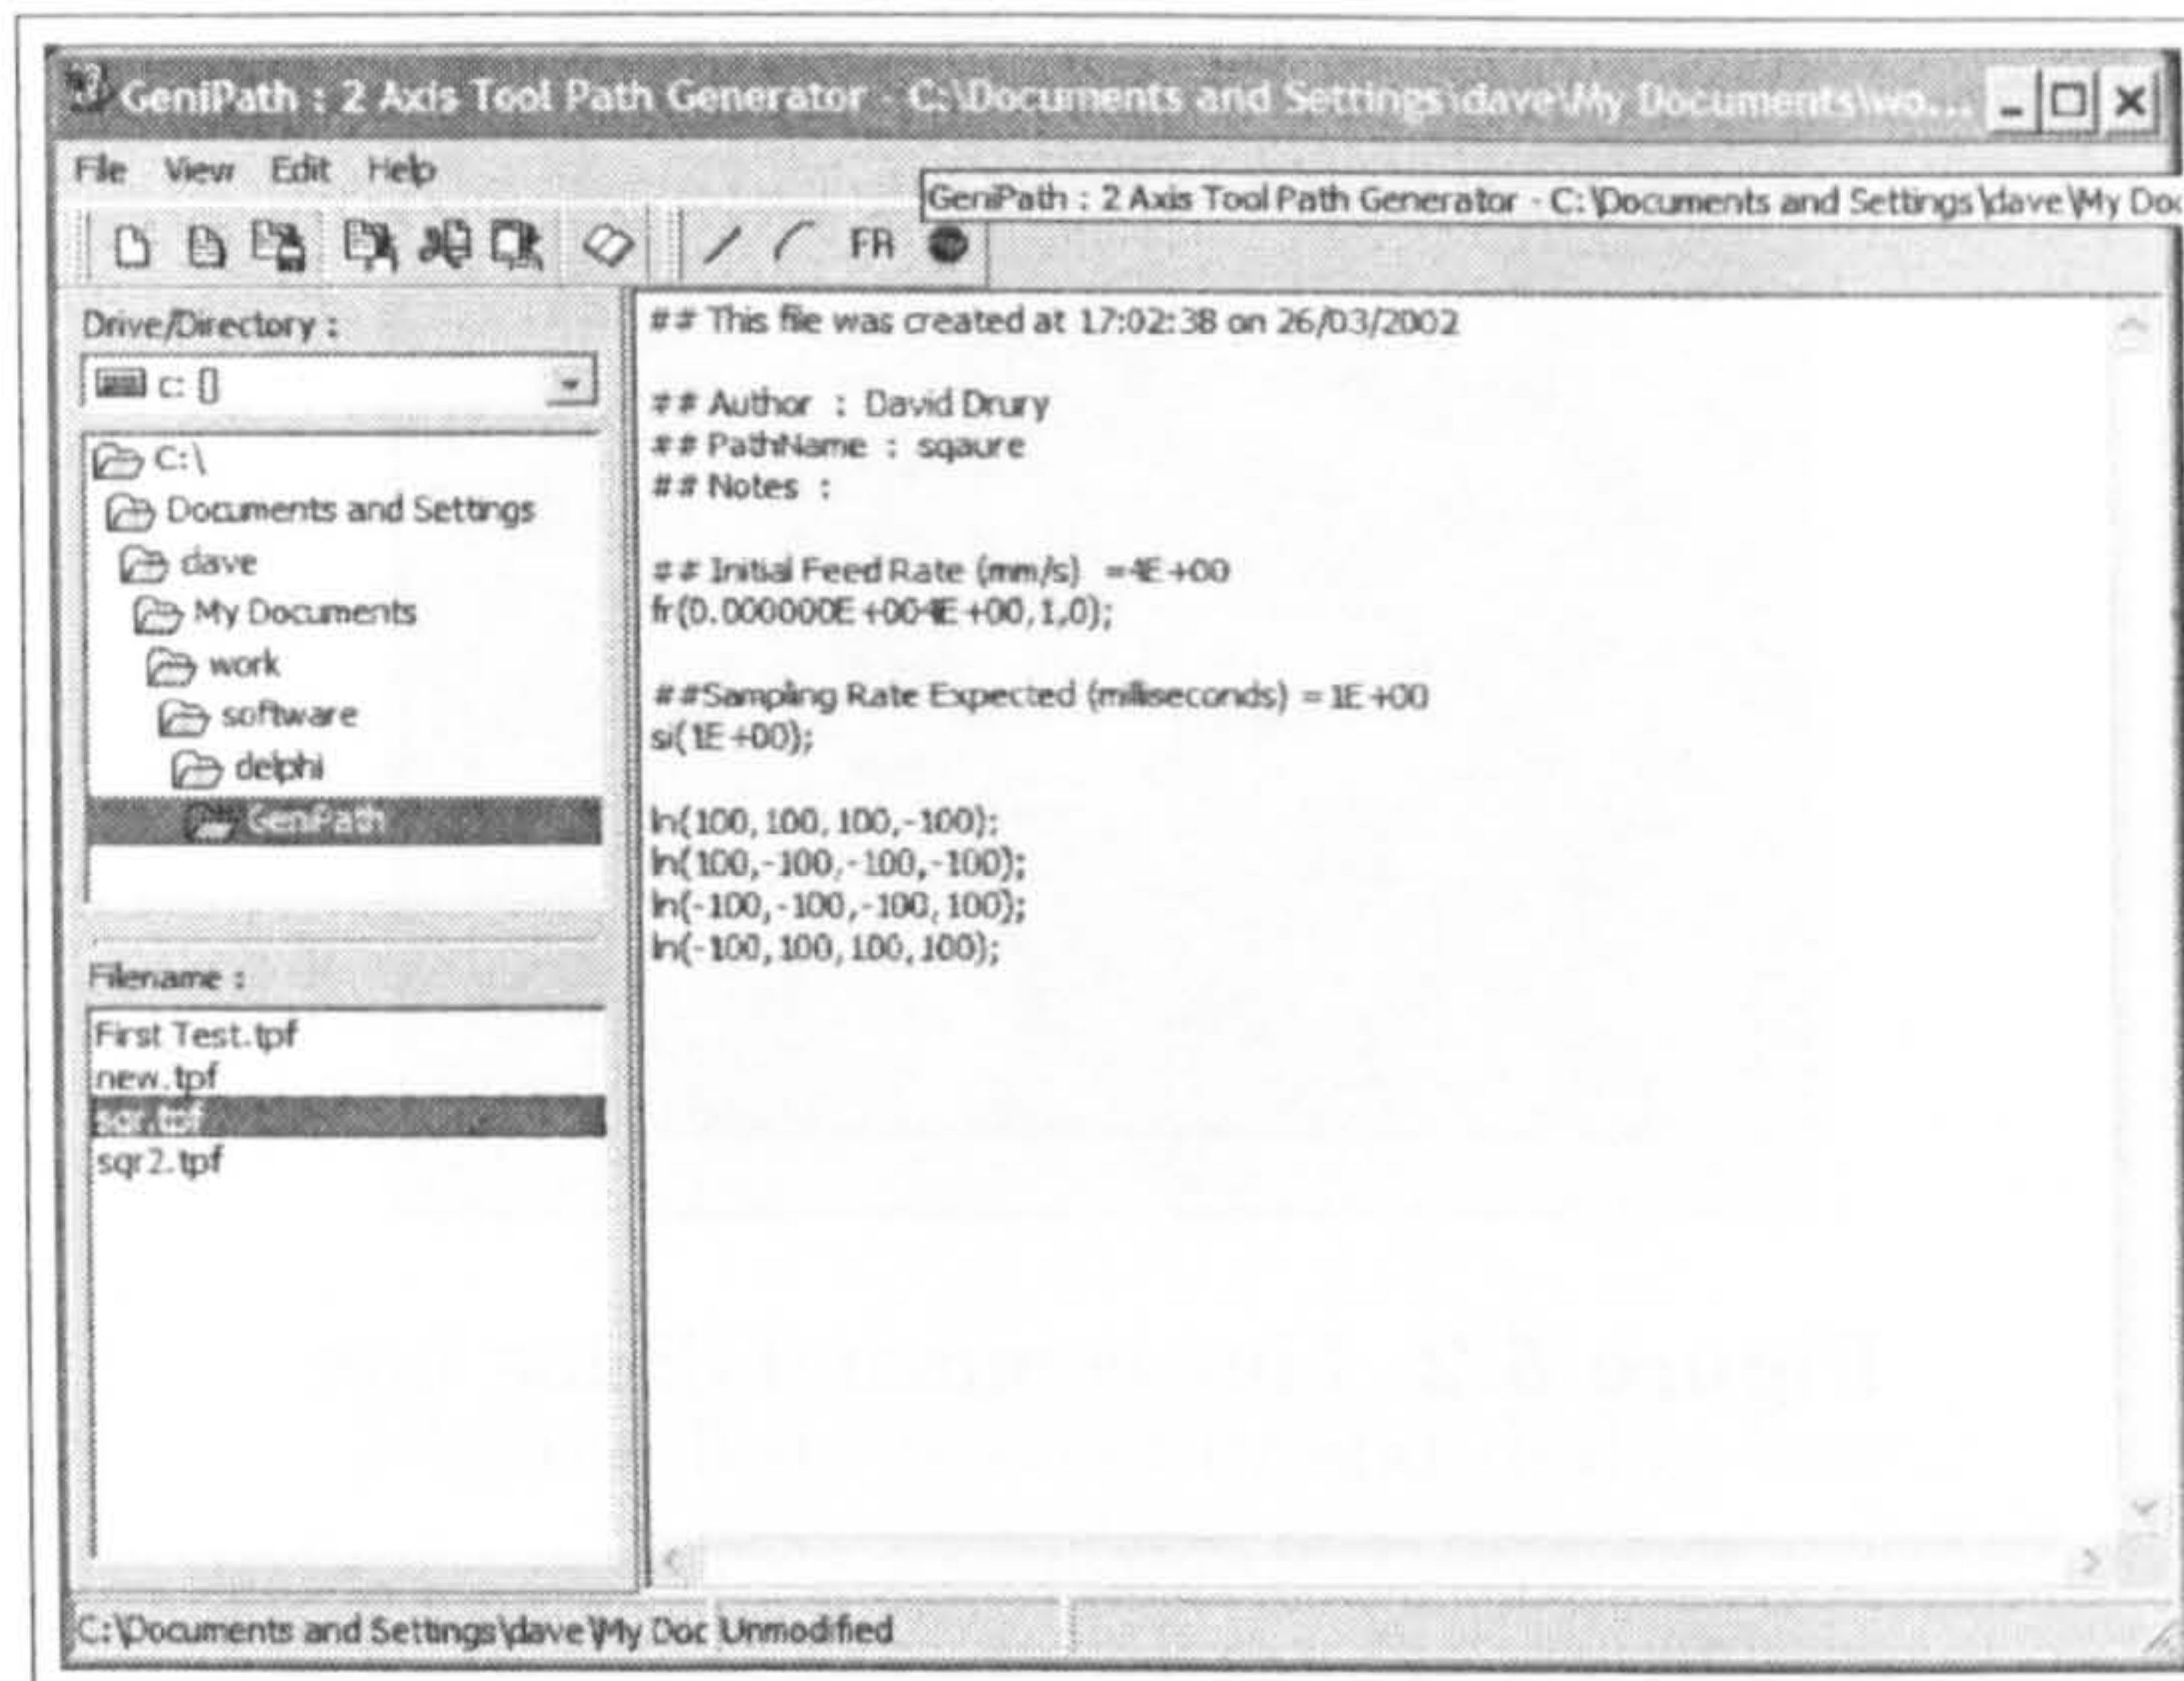 GeniPath : 2 Axis Tool Path Generator - C:\Documents and Settings\dave\My Documents\wo...
File View Edit Help
GeniPath : 2 Axis Tool Path Generator - C:\Documents and Settings\dave\My Doc
FR
Drive/Directory :
c: []
C:\
Documents and Settings
dave
My Documents
work
software
delphi
GeniPath
Filename :
First Test.tpf
new.tpf
sqr.tpf
sqr2.tpf
## This file was created at 17:02:38 on 26/03/2002
## Author : David Drury
## PathName : sqaure
## Notes :
## Initial Feed Rate (mm/s) =4E+00
fr(0.000000E+004E+00,1,0);
##Sampling Rate Expected (milliseconds) = 1E+00
si(1E+00);
ln(100,100,100,-100);
ln(100,-100,-100,-100);
ln(-100,-100,-100,100);
ln(-100,100,100,100);
C:\Documents and Settings\dave\My Doc Unmodified